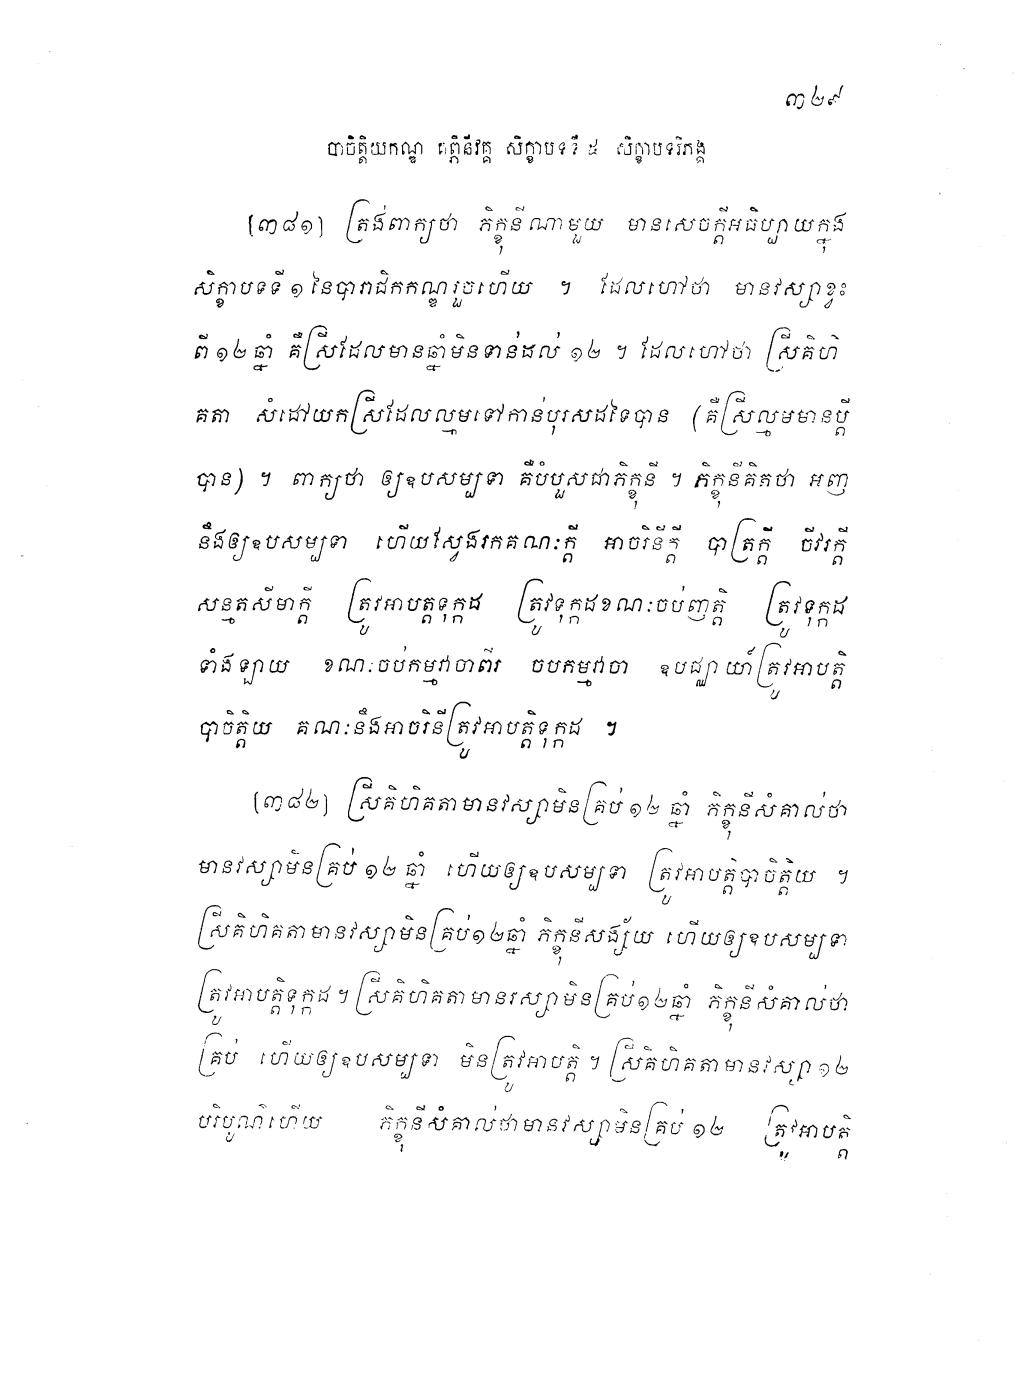 ៣២៩
បាចិត្តិយកណ្ឌ គព្ភិនីវគ្គ សិក្ខាបទទី ៥ សិក្ខាបទវិភង្គ
[៣៨១] ត្រង់ពាក្យថា ភិក្ខុនីណាមួយ មានសេចក្តីអធិប្បាយក្នុង
សិក្ខាបទទី ១ នៃបារាជិកកណ្ឌរួចហើយ ។ ដែលហៅថា មានវស្សាខ្វះ
ពី ១២ ឆ្នាំ គឺស្រីដែលមានឆ្នាំមិនទាន់ដល់ ១២ ។ ដែលហៅថា ស្រីគិហិ
គតា សំដៅយកស្រីដែលល្មមទៅកាន់បុរសដទៃបាន (គឺស្រីល្មមមានប្តី
បាន) ។ ពាក្យថា ឲ្យឧបសម្បទា គឺបំបួសជាភិក្ខុនី ។ ភិក្ខុនីគិតថា អញ
នឹងឲ្យឧបសម្បទា ហើយស្វែងរកគណៈក្តី អាចរិនីក្តី បាត្រក្តី ចីវរក្តី
សន្មតសីមាក្តី ត្រូវអាបត្តទុក្កដ ត្រូវទុក្កដខណៈចប់ញត្តិ ត្រូវទុក្កដ
ទាំងឡាយ ខណៈចប់កម្មវាចាពីរ ចបកម្មវាចា ឧបជ្ឈាយ៍ត្រូវអាបត្តិ
បាចិត្តិយ គណៈនឹងអាចរិនីត្រូវអាបត្តិទុក្កដ ។
[៣៨២] ស្រីគិហិគតាមានវស្សាមិនគ្រប់ ១២ ឆ្នាំ ភិក្ខុនីសំគាល់ថា
មានវស្សាមិនគ្រប់ ១២ ឆ្នាំ ហើយឲ្យឧបសម្បទា ត្រូវអាបត្តិបាចិត្តិយ ។
ស្រីគិហិគតាមានវស្សាមិនគ្រប់១២ឆ្នាំ ភិក្ខុនីសង្ស័យ ហើយឲ្យឧបសម្បទា
ត្រូវអាបត្តិទុក្កដ ។ ស្រីគិហិគតាមានវស្សាមិនគ្រប់១២ឆ្នាំ ភិក្ខុនីសំគាល់ថា
គ្រប់ ហើយឲ្យឧបសម្បទា មិនត្រូវអាបត្តិ ។ ស្រីគិហិគតាមានវស្សា ១២
បរិបូណ៌ហើយ ភិក្ខុនីសំគាល់ថាមានវស្សាមិនគ្រប់ ១២ ត្រូវអាបត្តិ